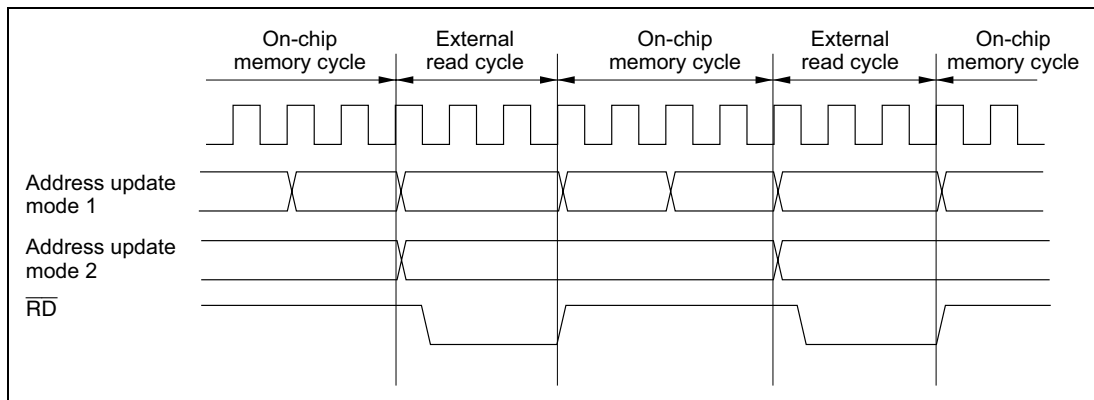 On-chip
memory cycle
External
read cycle
On-chip
memory cycle
External
read cycle
On-chip
memory cycle
Address update
mode 1
Address update
mode 2
RD